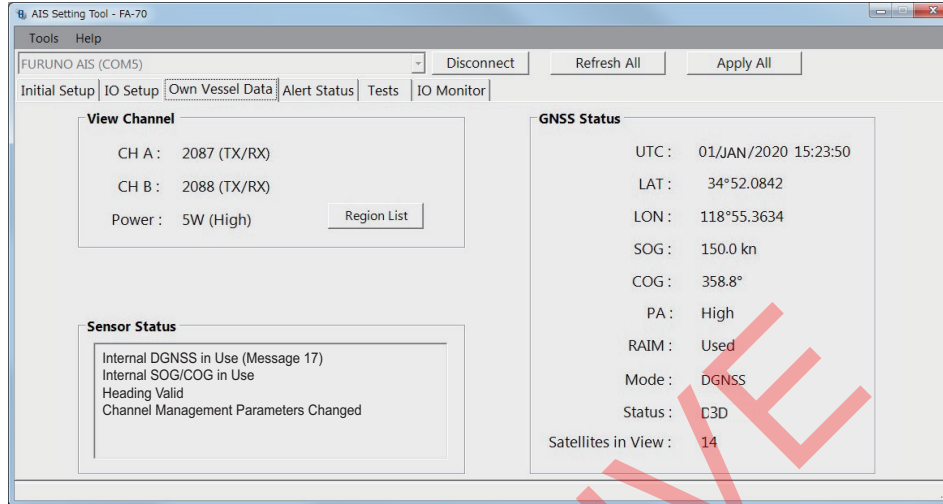 AIS Setting Tool - FA-70
Tools Help
FURUNO AIS (COM5) Disconnect Refresh All Apply All
Initial Setup IO Setup Own Vessel Data Alert Status Tests IO Monitor
View Channel
CH A : 2087 (TX/RX)
CH B : 2088 (TX/RX)
Power : 5W (High) Region List
Sensor Status
Internal DGNSS in Use (Message 17)
Internal SOG/COG in Use
Heading Valid
Channel Management Parameters Changed
GNSS Status
UTC : 01/JAN/2020 15:23:50
LAT : 34°52.0842
LON : 118°55.3634
SOG : 150.0 kn
COG : 358.8°
PA : High
RAIM : Used
Mode : DGNSS
Status : D3D
Satellites in View : 14
VE